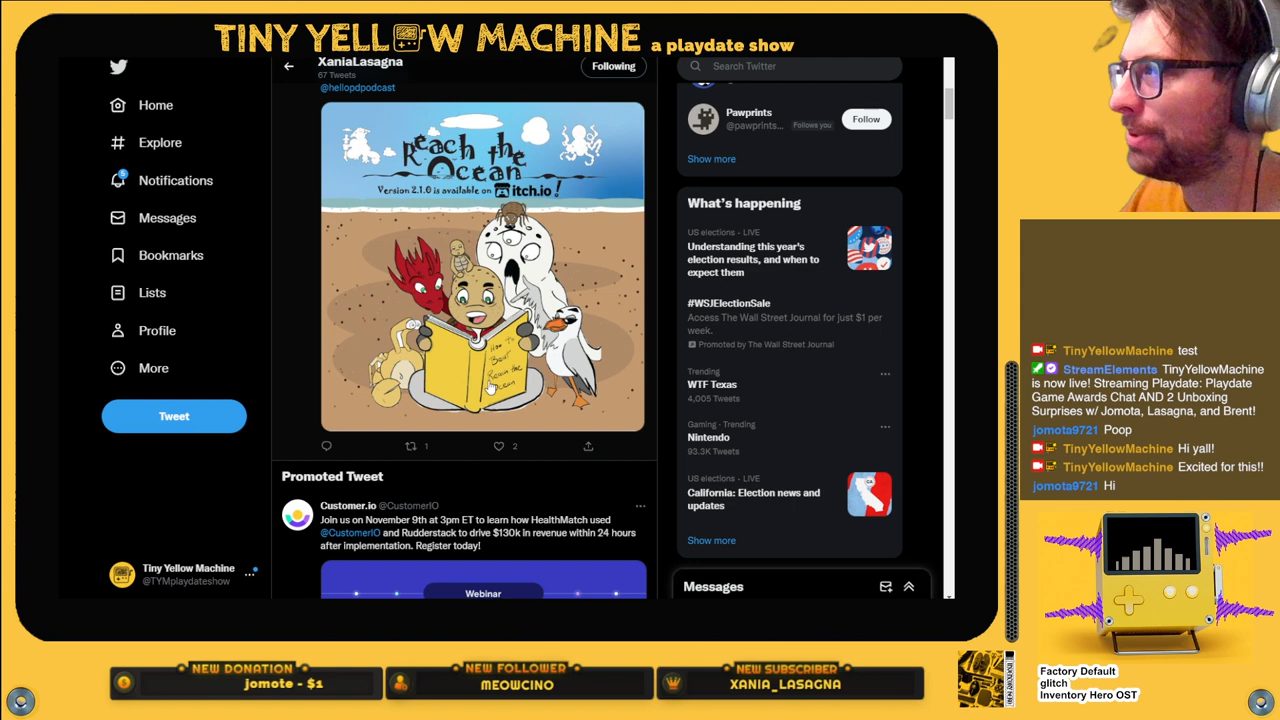 TINY YELLOW MACHINE a playdate show
XaniaLasagna
67 Tweets
Following
@hellopdpodcast
Home
Explore
5
Notifications
Messages
Bookmarks
Lists
Profile
More
Tweet
Tiny Yellow Machine
@TYMplaydateshow
Reach the
Ocean
Version 2.1.0 is available on itch.io!
How To
Beat
Reach the
Ocean
1
2
Promoted Tweet
Customer.io @CustomerIO
Join us on November 9th at 3pm ET to learn how HealthMatch used
@CustomerIO and Rudderstack to drive $130k in revenue within 24 hours
after implementation. Register today!
Webinar
Search Twitter
Pawprints
@pawprints... Follows you
Follow
Show more
What's happening
US elections · LIVE
Understanding this year's
election results, and when to
expect them
#WSJElectionSale
Access The Wall Street Journal for just $1 per
week.
Promoted by The Wall Street Journal
Trending
WTF Texas
4,005 Tweets
Gaming · Trending
Nintendo
93.3K Tweets
US elections · LIVE
California: Election news and
updates
Show more
Messages
TinyYellowMachine test
StreamElements TinyYellowMachine
is now live! Streaming Playdate: Playdate
Game Awards Chat AND 2 Unboxing
Surprises w/ Jomota, Lasagna, and Brent!
jomota9721 Poop
TinyYellowMachine Hi yall!
TinyYellowMachine Excited for this!!
jomota9721 Hi
NEW DONATION
jomote - $1
NEW FOLLOWER
MEOWCINO
NEW SUBSCRIBER
XANIA_LASAGNA
Factory Default
glitch
Inventory Hero OST